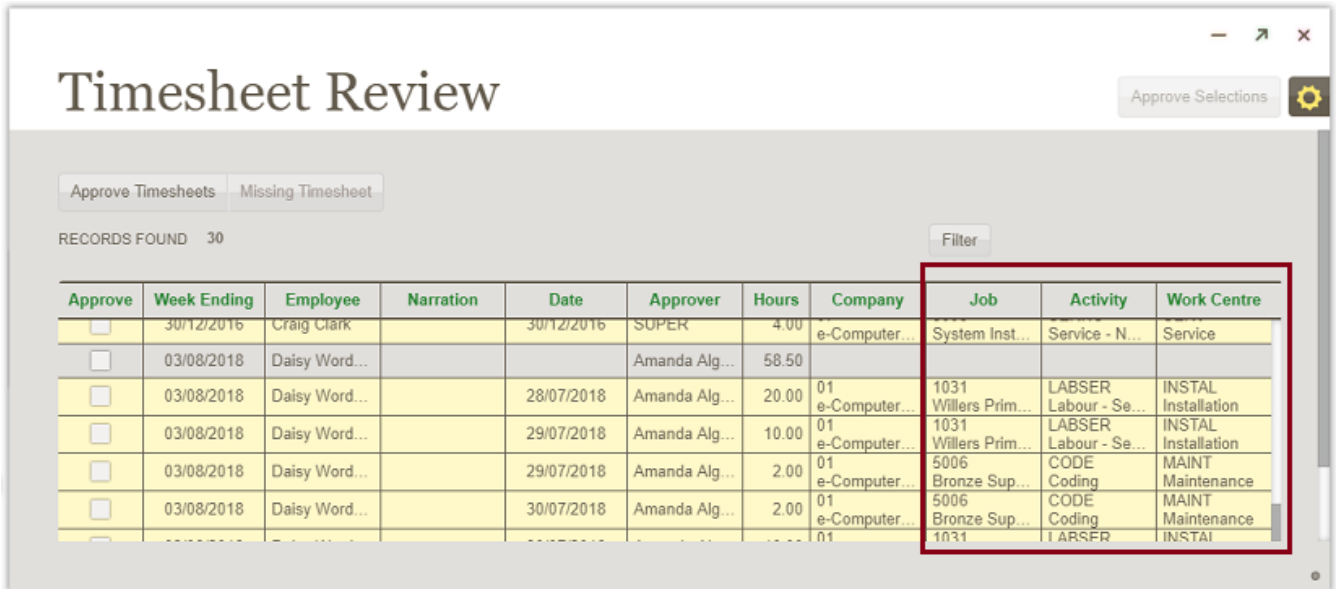 Timesheet Review
Approve Selections
Approve Timesheets Missing Timesheet
RECORDS FOUND 30
Filter
Approve Week Ending Employee Narration Date Approver Hours Company Job Activity Work Centre
30/12/2016 Craig Clark 30/12/2016 SUPER 4.00 e-Computer... System Inst... Service - N... Service
03/08/2018 Daisy Word... Amanda Alg... 58.50
01 1031 LABSER INSTAL
03/08/2018 Daisy Word... 28/07/2018 Amanda Alg... 20.00 e-Computer... Willers Prim... Labour - Se... Installation
01 1031 LABSER INSTAL
03/08/2018 Daisy Word... 29/07/2018 Amanda Alg... 10.00 e-Computer... Willers Prim... Labour - Se... Installation
01 5006 CODE MAINT
03/08/2018 Daisy Word... 29/07/2018 Amanda Alg... 2.00 e-Computer... Bronze Sup... Coding Maintenance
01 5006 CODE MAINT
03/08/2018 Daisy Word... 30/07/2018 Amanda Alg... 2.00 e-Computer... Bronze Sup... Coding Maintenance
01 1031 LABSER INSTAL